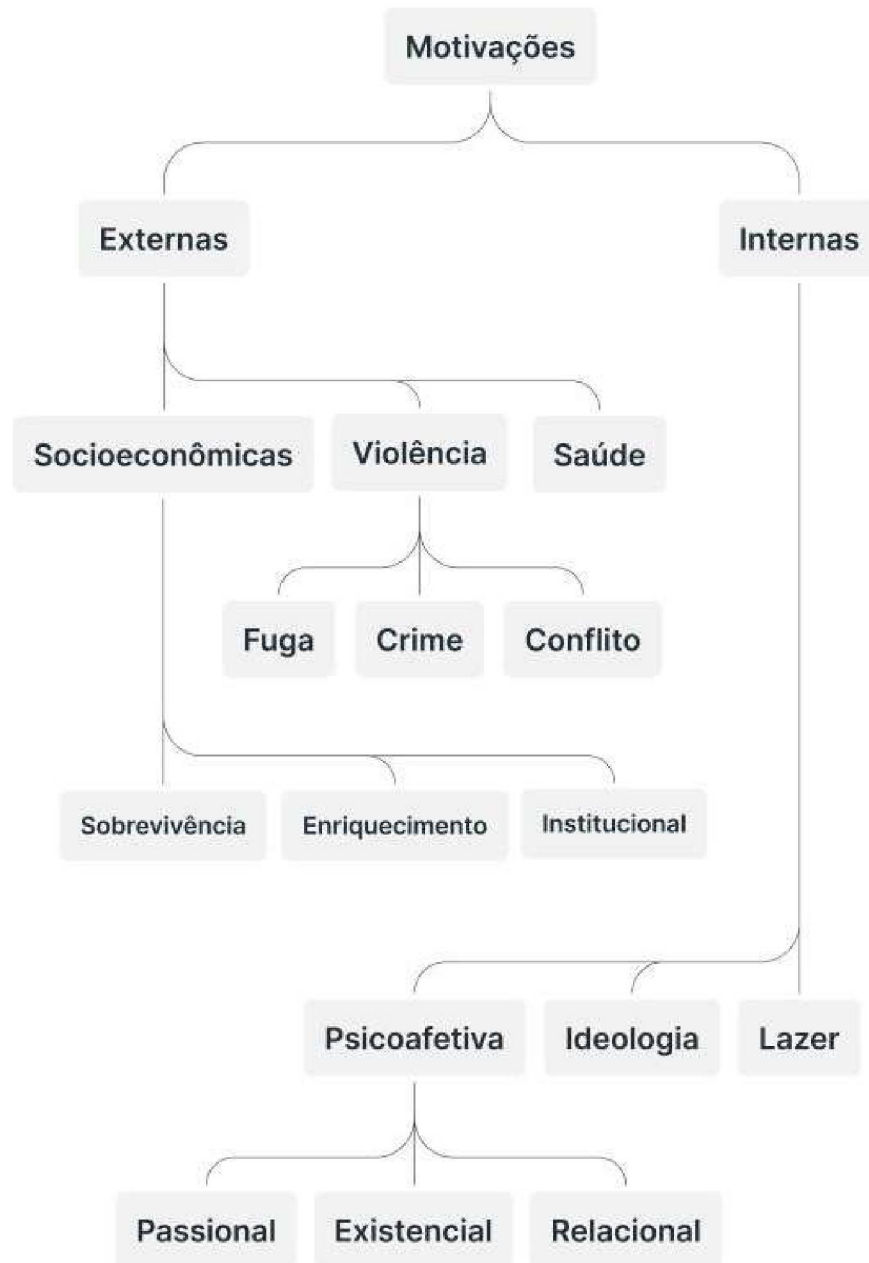 Motivações
Externas
Internas
Socioeconômicas
Violência
Saúde
Fuga
Crime
Conflito
Sobrevivência
Enriquecimento
Institucional
Psicoafetiva
Ideologia
Lazer
Passional
Existencial
Relacional